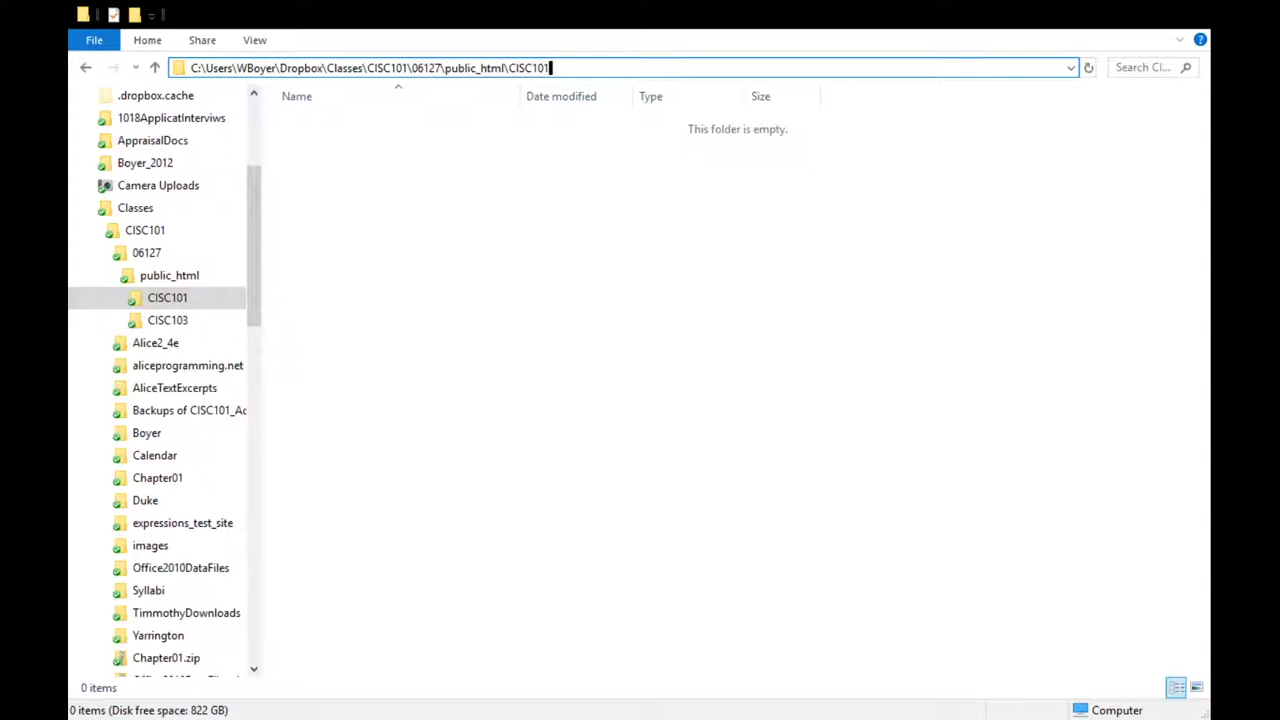 File Home Share View
C:\Users\WBoyer\Dropbox\Classes\CISC101\06127\public_html\CISC101 Search Cl...
Name Date modified Type Size
This folder is empty.
.dropbox.cache
1018ApplicatInterviws
AppraisalDocs
Boyer_2012
Camera Uploads
Classes
CISC101
06127
public_html
CISC101
CISC103
Alice2_4e
aliceprogramming.net
AliceTextExcerpts
Backups of CISC101_Ac
Boyer
Calendar
Chapter01
Duke
expressions_test_site
images
Office2010DataFiles
Syllabi
TimmothyDownloads
Yarrington
Chapter01.zip
0 items
0 items (Disk free space: 822 GB) Computer